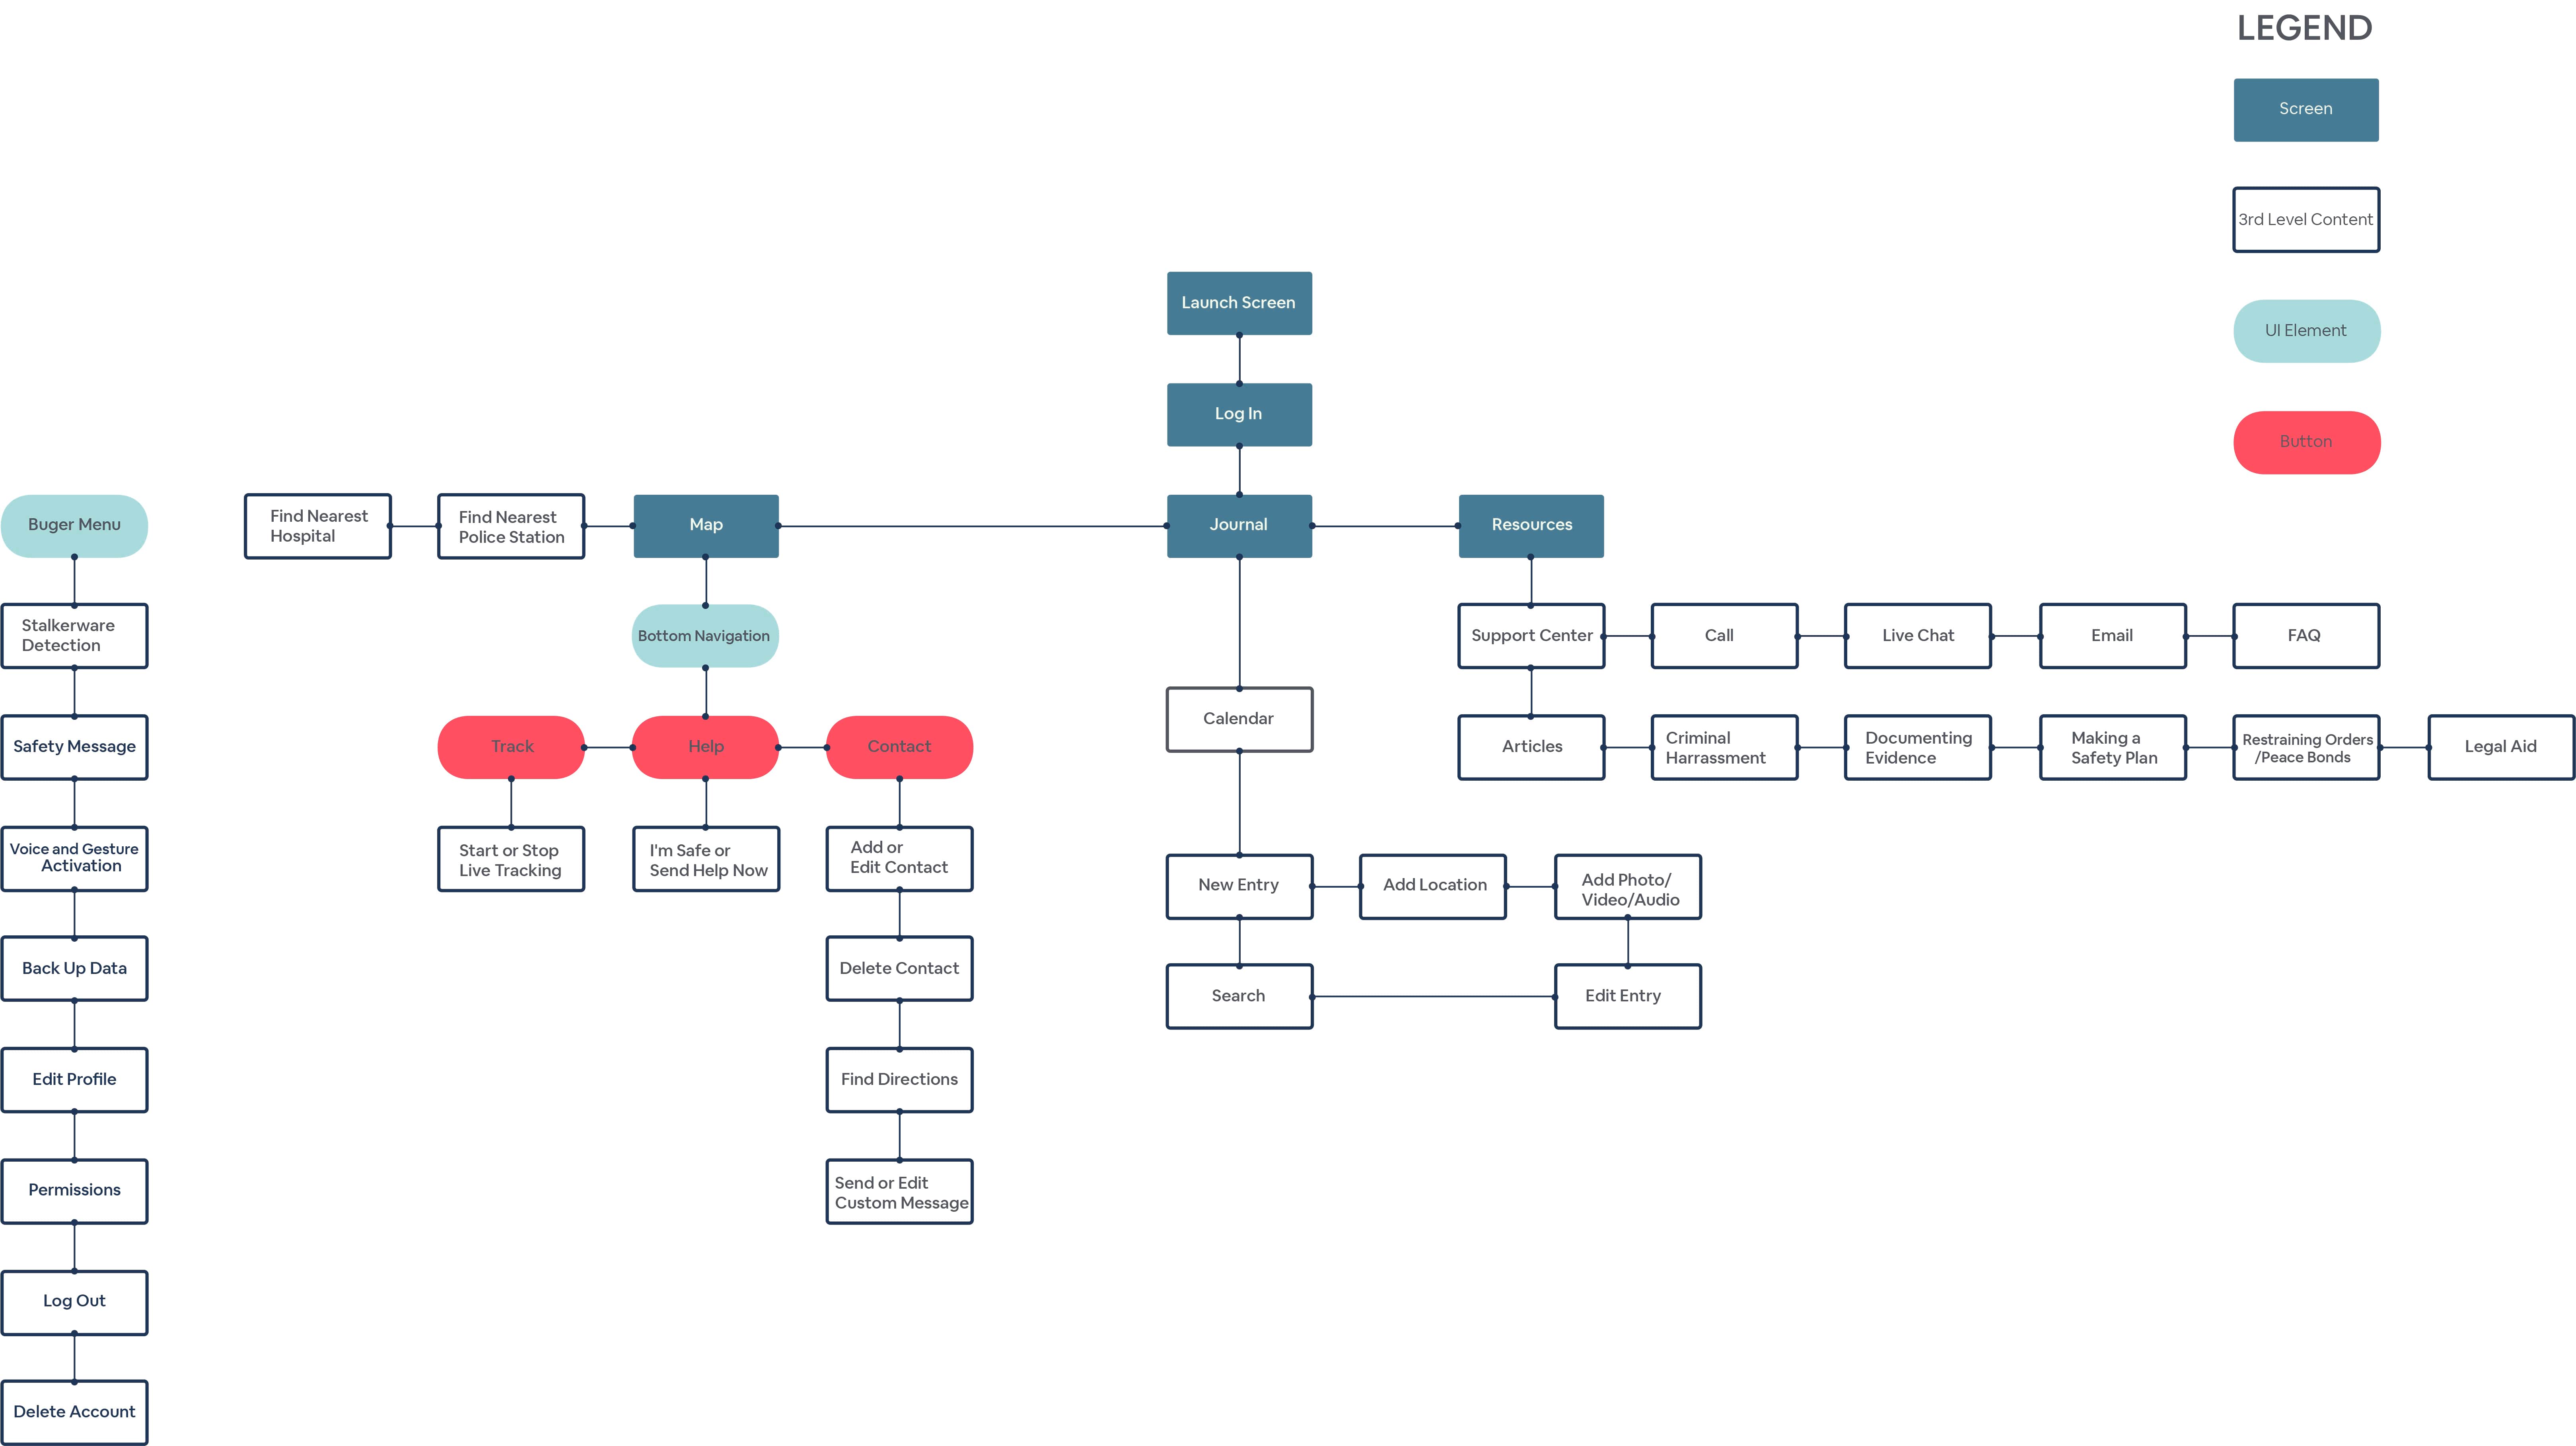 LEGEND
Screen
3rd Level Content
UI Element
Button
Launch Screen
Log In
Buger Menu
Find Nearest
Hospital
Find Nearest
Police Station
Map
Journal
Resources
Stalkerware
Detection
Bottom Navigation
Support Center
Call
Live Chat
Email
FAQ
Safety Message
Track
Help
Contact
Calendar
Articles
Criminal
Harrassment
Documenting
Evidence
Making a
Safety Plan
Restraining Orders
/Peace Bonds
Legal Aid
Voice and Gesture
Activation
Start or Stop
Live Tracking
I'm Safe or
Send Help Now
Add or
Edit Contact
New Entry
Add Location
Add Photo/
Video/Audio
Back Up Data
Delete Contact
Search
Edit Entry
Edit Profile
Find Directions
Permissions
Send or Edit
Custom Message
Log Out
Delete Account